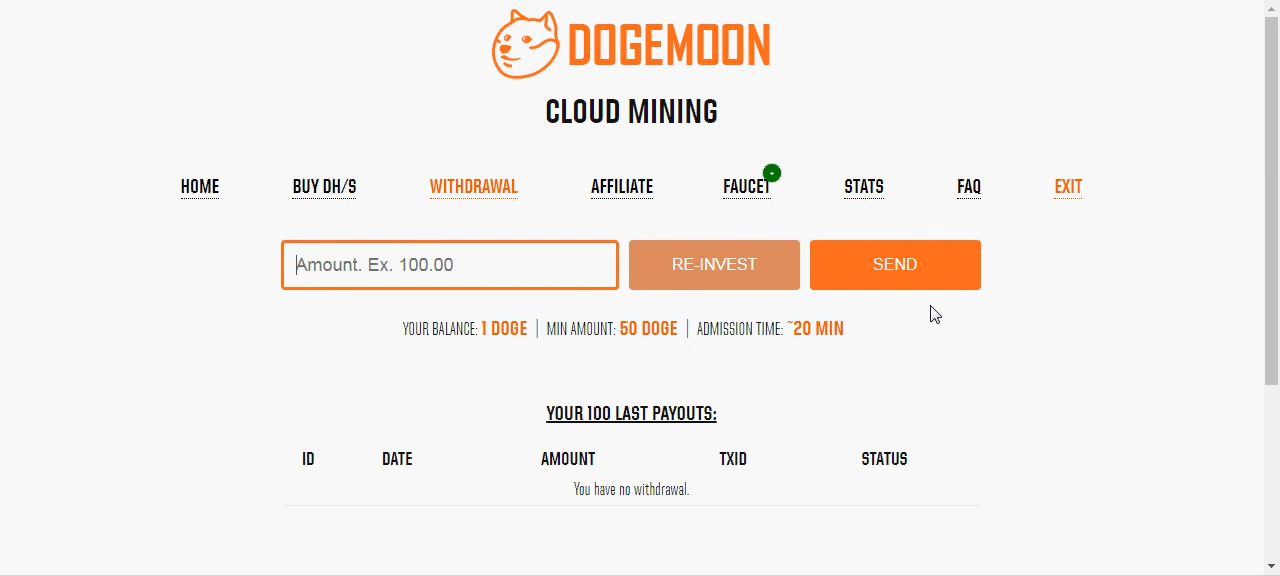 DOGEMOON
CLOUD MINING
HOME BUY DH/S WITHDRAWAL AFFILIATE FAUCET STATS FAQ EXIT
Amount. Ex. 100.00 RE-INVEST SEND
YOUR BALANCE: 1 DOGE | MIN AMOUNT: 50 DOGE | ADMISSION TIME: ~20 MIN
YOUR 100 LAST PAYOUTS:
ID DATE AMOUNT TXID STATUS
You have no withdrawal.